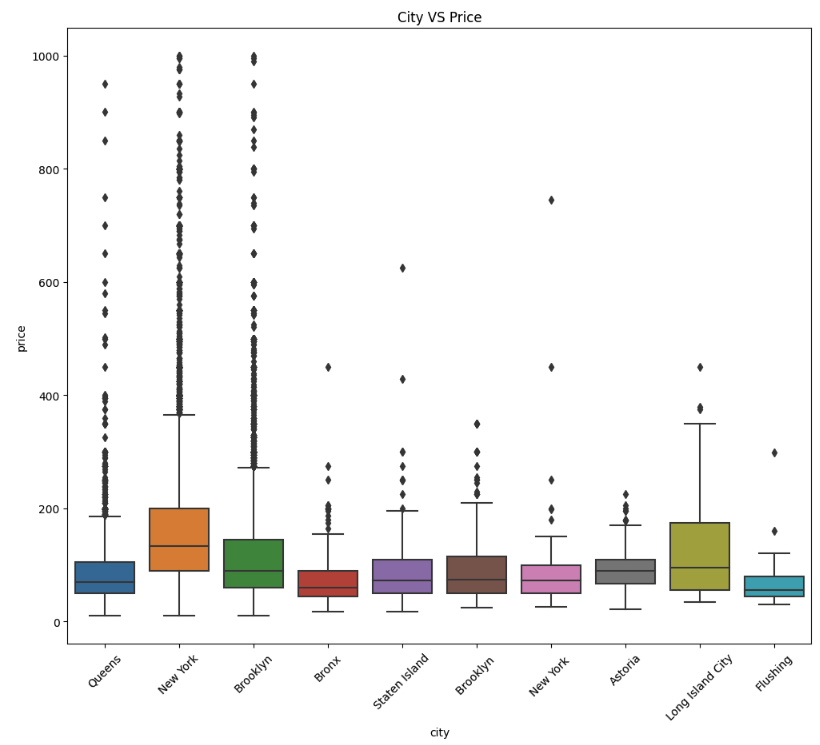 City VS Price
1000
800
600
400
200
0
price
Queens
New York
Brooklyn
Bronx
Staten Island
Brooklyn
New York
Astoria
Long Island City
Flushing
city